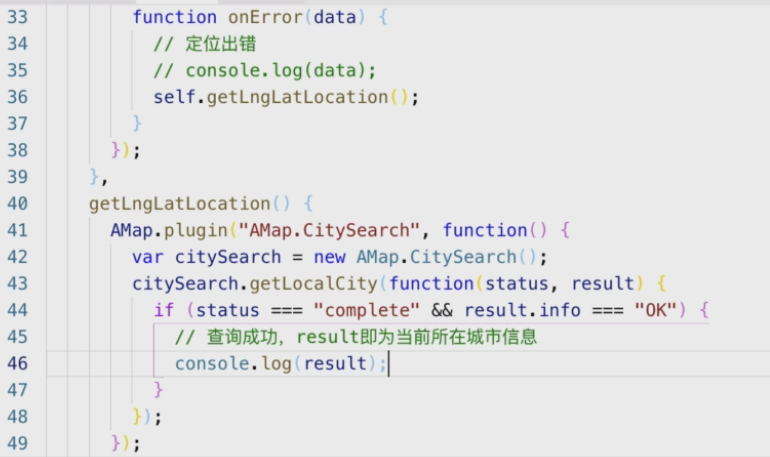 33 function onError(data) {
34 // 定位出错
35 // console.log(data);
36 self.getLngLatLocation();
37 }
38 });
39 },
40 getLngLatLocation() {
41 AMap.plugin("AMap.CitySearch", function() {
42 var citySearch = new AMap.CitySearch();
43 citySearch.getLocalCity(function(status, result) {
44 if (status === "complete" && result.info === "OK") {
45 // 查询成功，result即为当前所在城市信息
46 console.log(result);
47 }
48 });
49 });